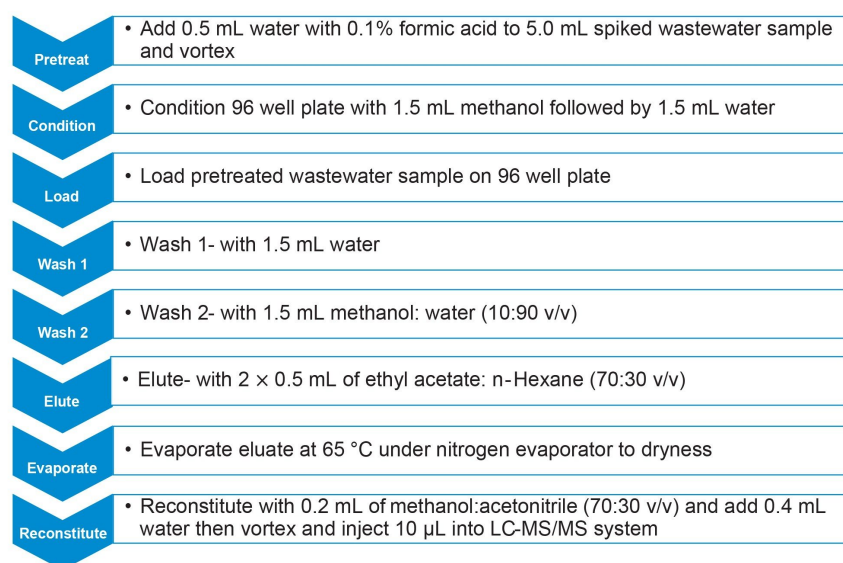 Pretreat
• Add 0.5 mL water with 0.1% formic acid to 5.0 mL spiked wastewater sample
and vortex
Condition
• Condition 96 well plate with 1.5 mL methanol followed by 1.5 mL water
Load
• Load pretreated wastewater sample on 96 well plate
Wash 1
• Wash 1- with 1.5 mL water
Wash 2
• Wash 2- with 1.5 mL methanol: water (10:90 v/v)
Elute
• Elute- with 2 × 0.5 mL of ethyl acetate: n-Hexane (70:30 v/v)
Evaporate
• Evaporate eluate at 65 °C under nitrogen evaporator to dryness
Reconstitute
• Reconstitute with 0.2 mL of methanol:acetonitrile (70:30 v/v) and add 0.4 mL
water then vortex and inject 10 µL into LC-MS/MS system